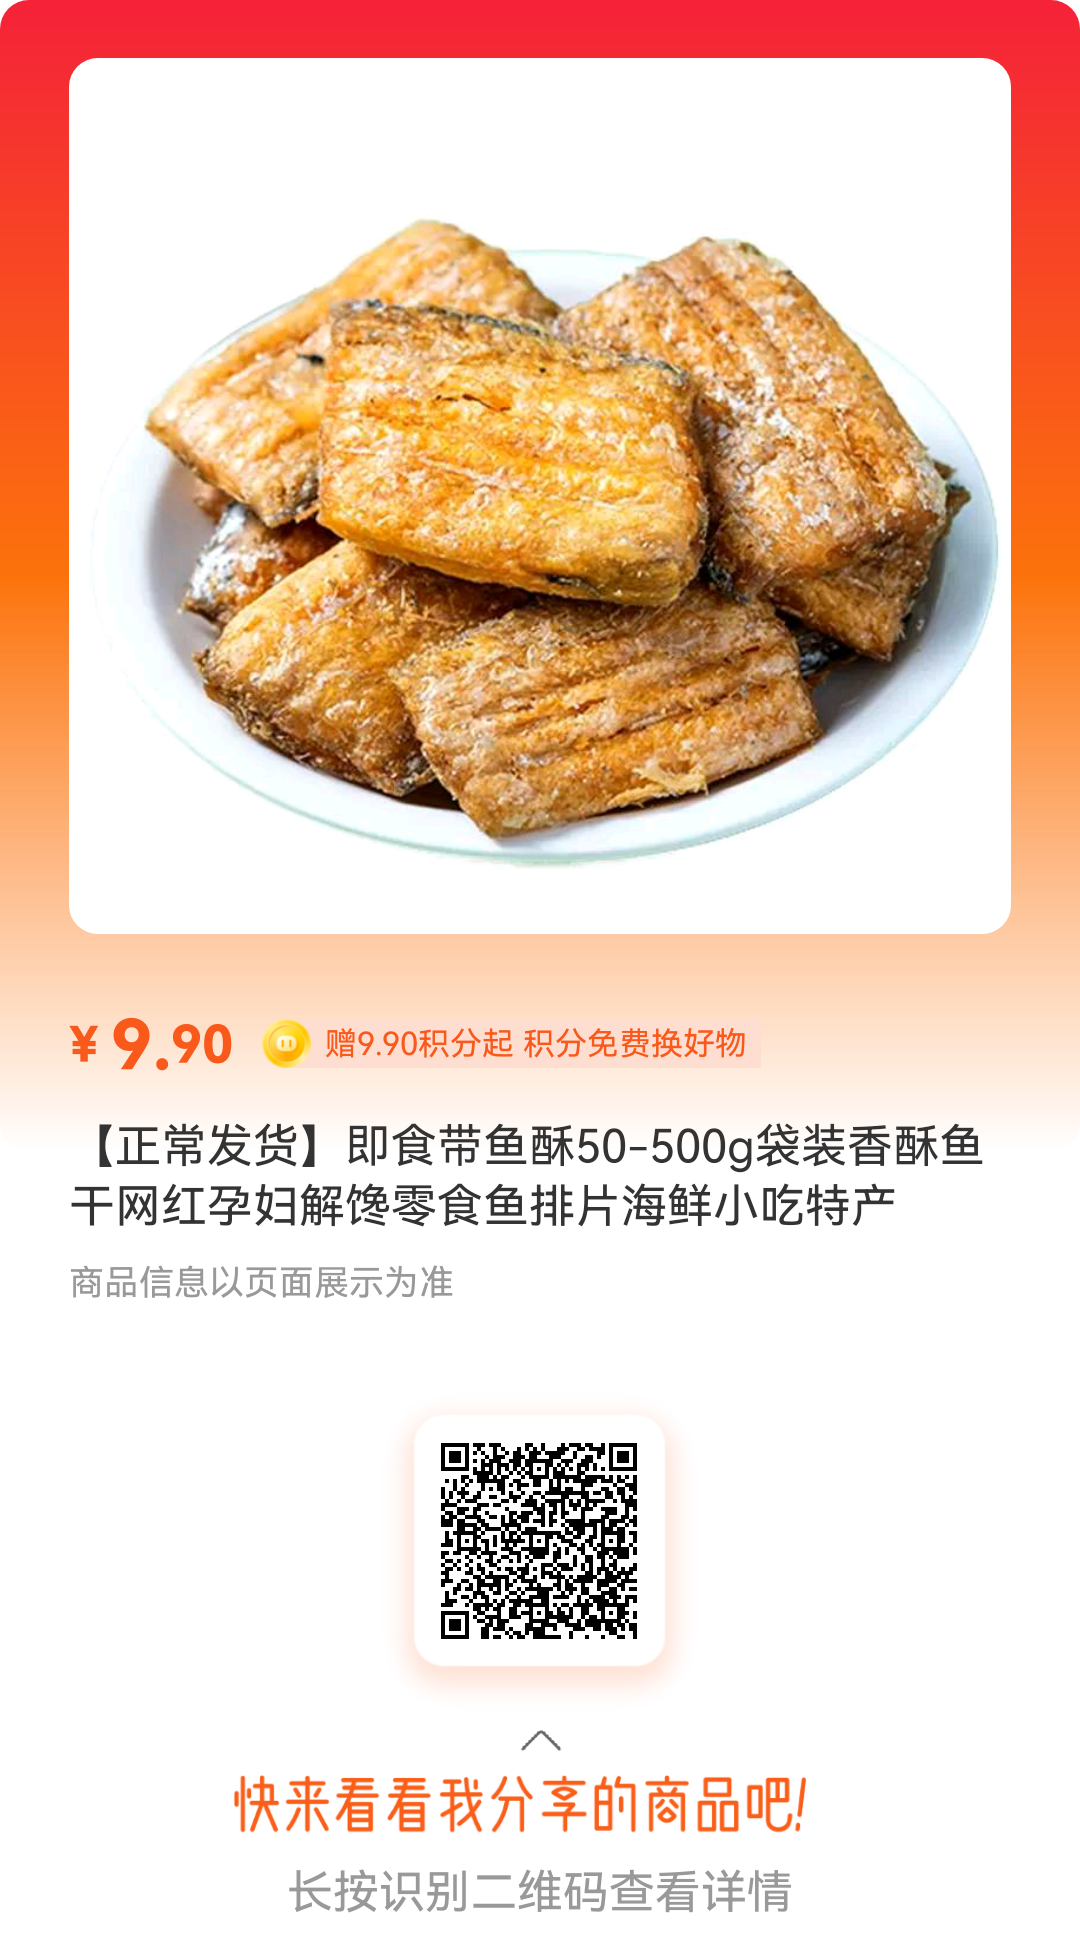 ¥ 9.90 赠9.90积分起 积分免费换好物
【正常发货】即食带鱼酥50-500g袋装香酥鱼
干网红孕妇解馋零食鱼排片海鲜小吃特产
商品信息以页面展示为准
快来看看我分享的商品吧!
长按识别二维码查看详情